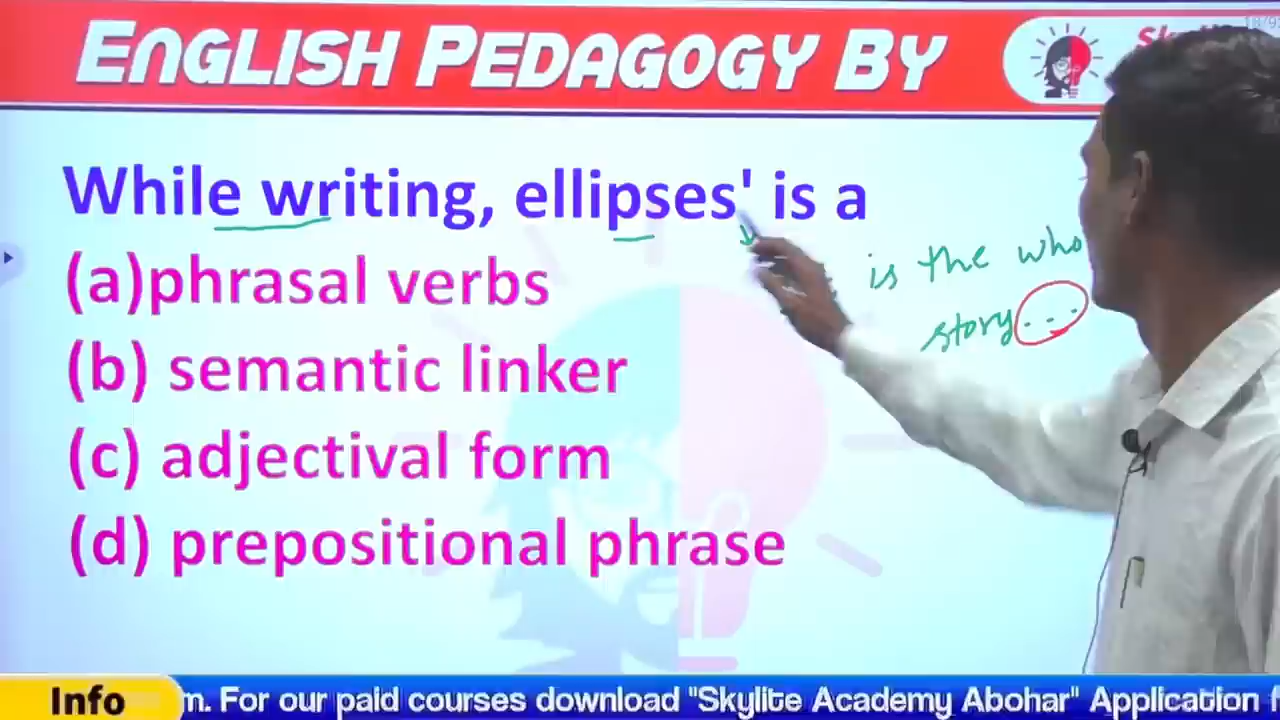 ENGLISH PEDAGOGY BY
While writing, ellipses' is a
(a)phrasal verbs
(b) semantic linker
(c) adjectival form
(d) prepositional phrase
is the who
story...
Info
m. For our paid courses download "Skylite Academy Abohar" Application f